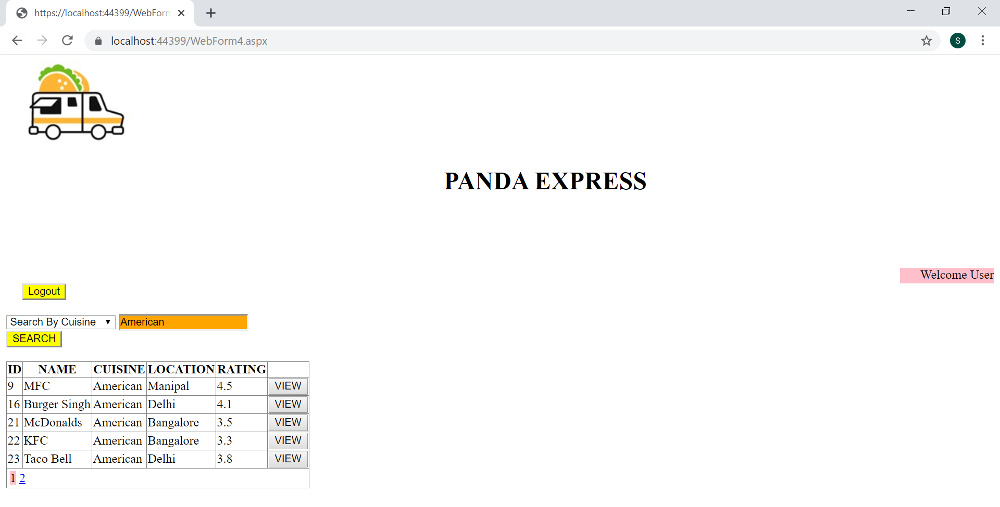 https://localhost:44399/WebForm
localhost:44399/WebForm4.aspx
S
PANDA EXPRESS
Welcome User
Logout
Search By Cuisine American
SEARCH
ID NAME CUISINE LOCATION RATING
9 MFC American Manipal 4.5 VIEW
16 Burger Singh American Delhi 4.1 VIEW
21 McDonalds American Bangalore 3.5 VIEW
22 KFC American Bangalore 3.3 VIEW
23 Taco Bell American Delhi 3.8 VIEW
1 2